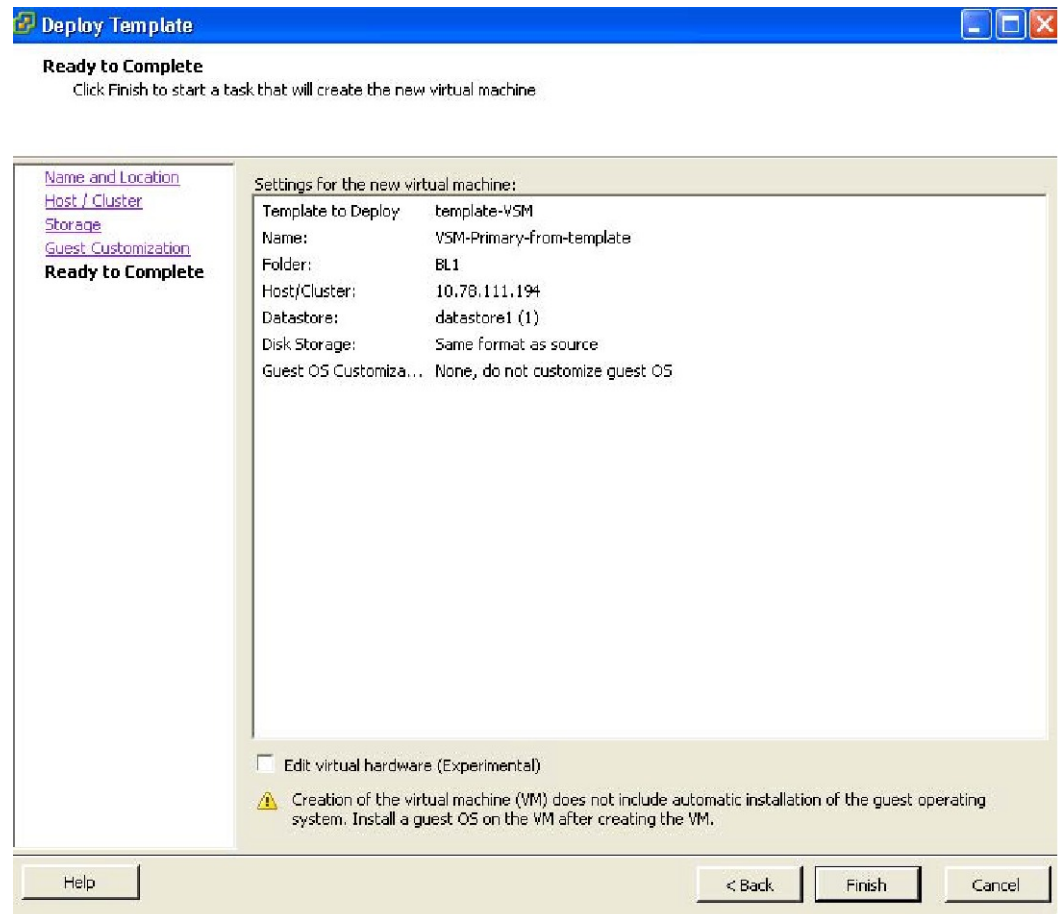 Deploy Template
Ready to Complete
Click Finish to start a task that will create the new virtual machine
Name and Location
Host / Cluster
Storage
Guest Customization
Ready to Complete
Settings for the new virtual machine:
Template to Deploy template-VSM
Name: VSM-Primary-from-template
Folder: BL1
Host/Cluster: 10.78.111.194
Datastore: datastore1 (1)
Disk Storage: Same format as source
Guest OS Customiza... None, do not customize guest OS
Edit virtual hardware (Experimental)
Creation of the virtual machine (VM) does not include automatic installation of the guest operating
system. Install a guest OS on the VM after creating the VM.
Help
< Back
Finish
Cancel